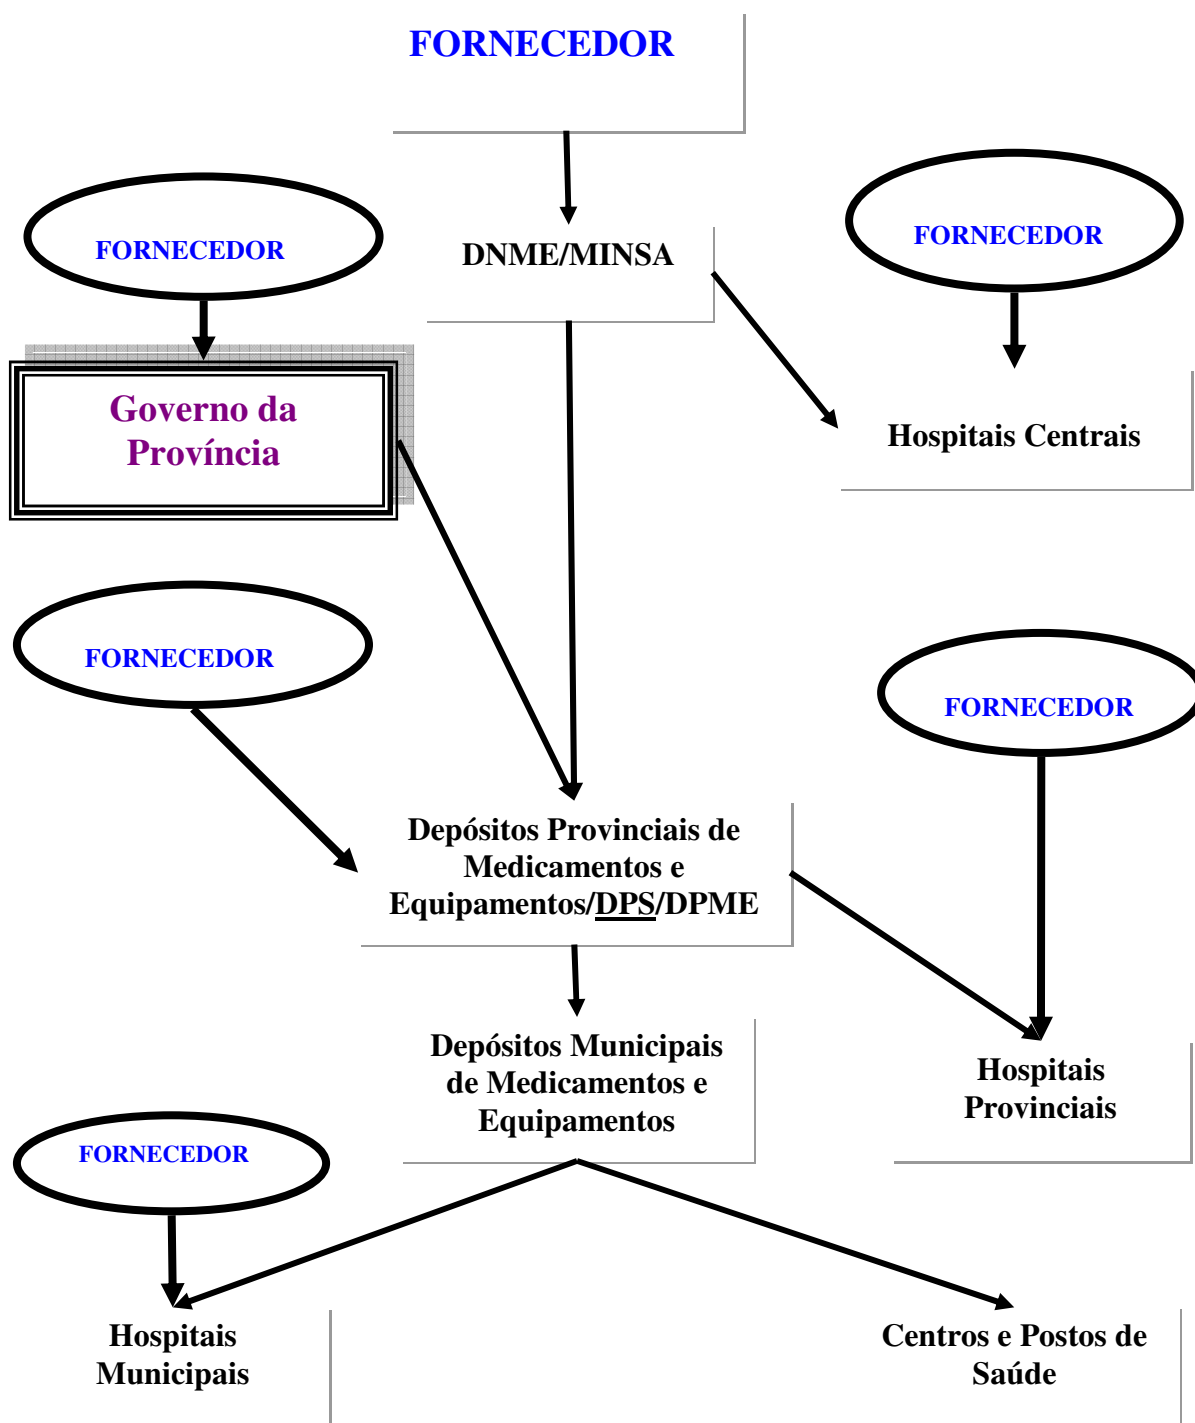 FORNECEDOR
FORNECEDOR
DNME/MINSA
FORNECEDOR
Governo da
Província
Hospitais Centrais
FORNECEDOR
FORNECEDOR
Depósitos Provinciais de
Medicamentos e
Equipamentos/DPS/DPME
Depósitos Municipais
de Medicamentos e
Equipamentos
Hospitais
Provinciais
FORNECEDOR
Hospitais
Municipais
Centros e Postos de
Saúde